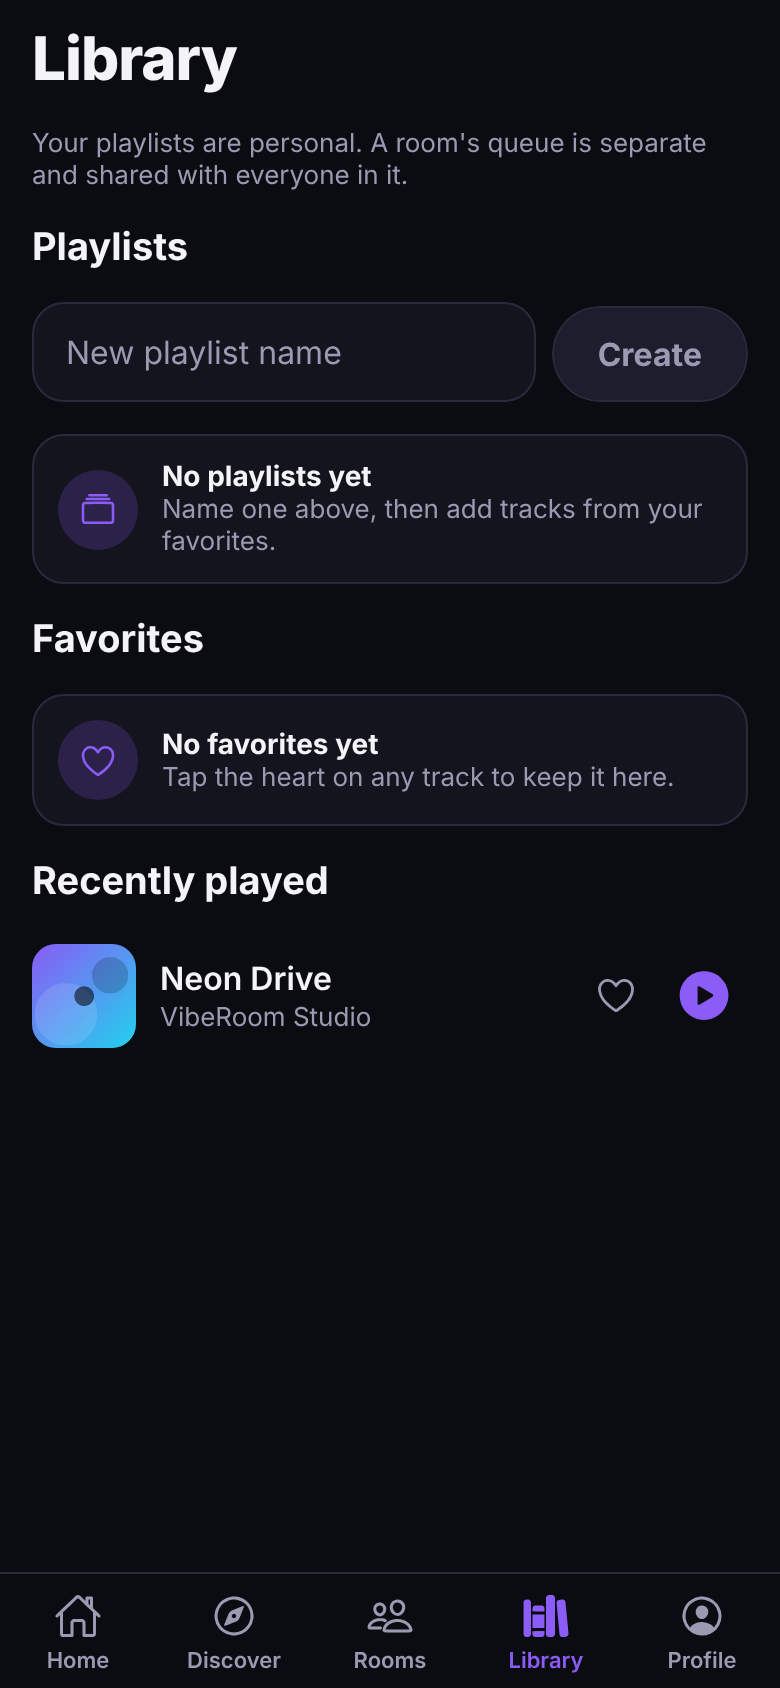 Library
Your playlists are personal. A room's queue is separate
and shared with everyone in it.
Playlists
New playlist name
Create
No playlists yet
Name one above, then add tracks from your
favorites.
Favorites
No favorites yet
Tap the heart on any track to keep it here.
Recently played
Neon Drive
VibeRoom Studio
Home
Discover
Rooms
Library
Profile